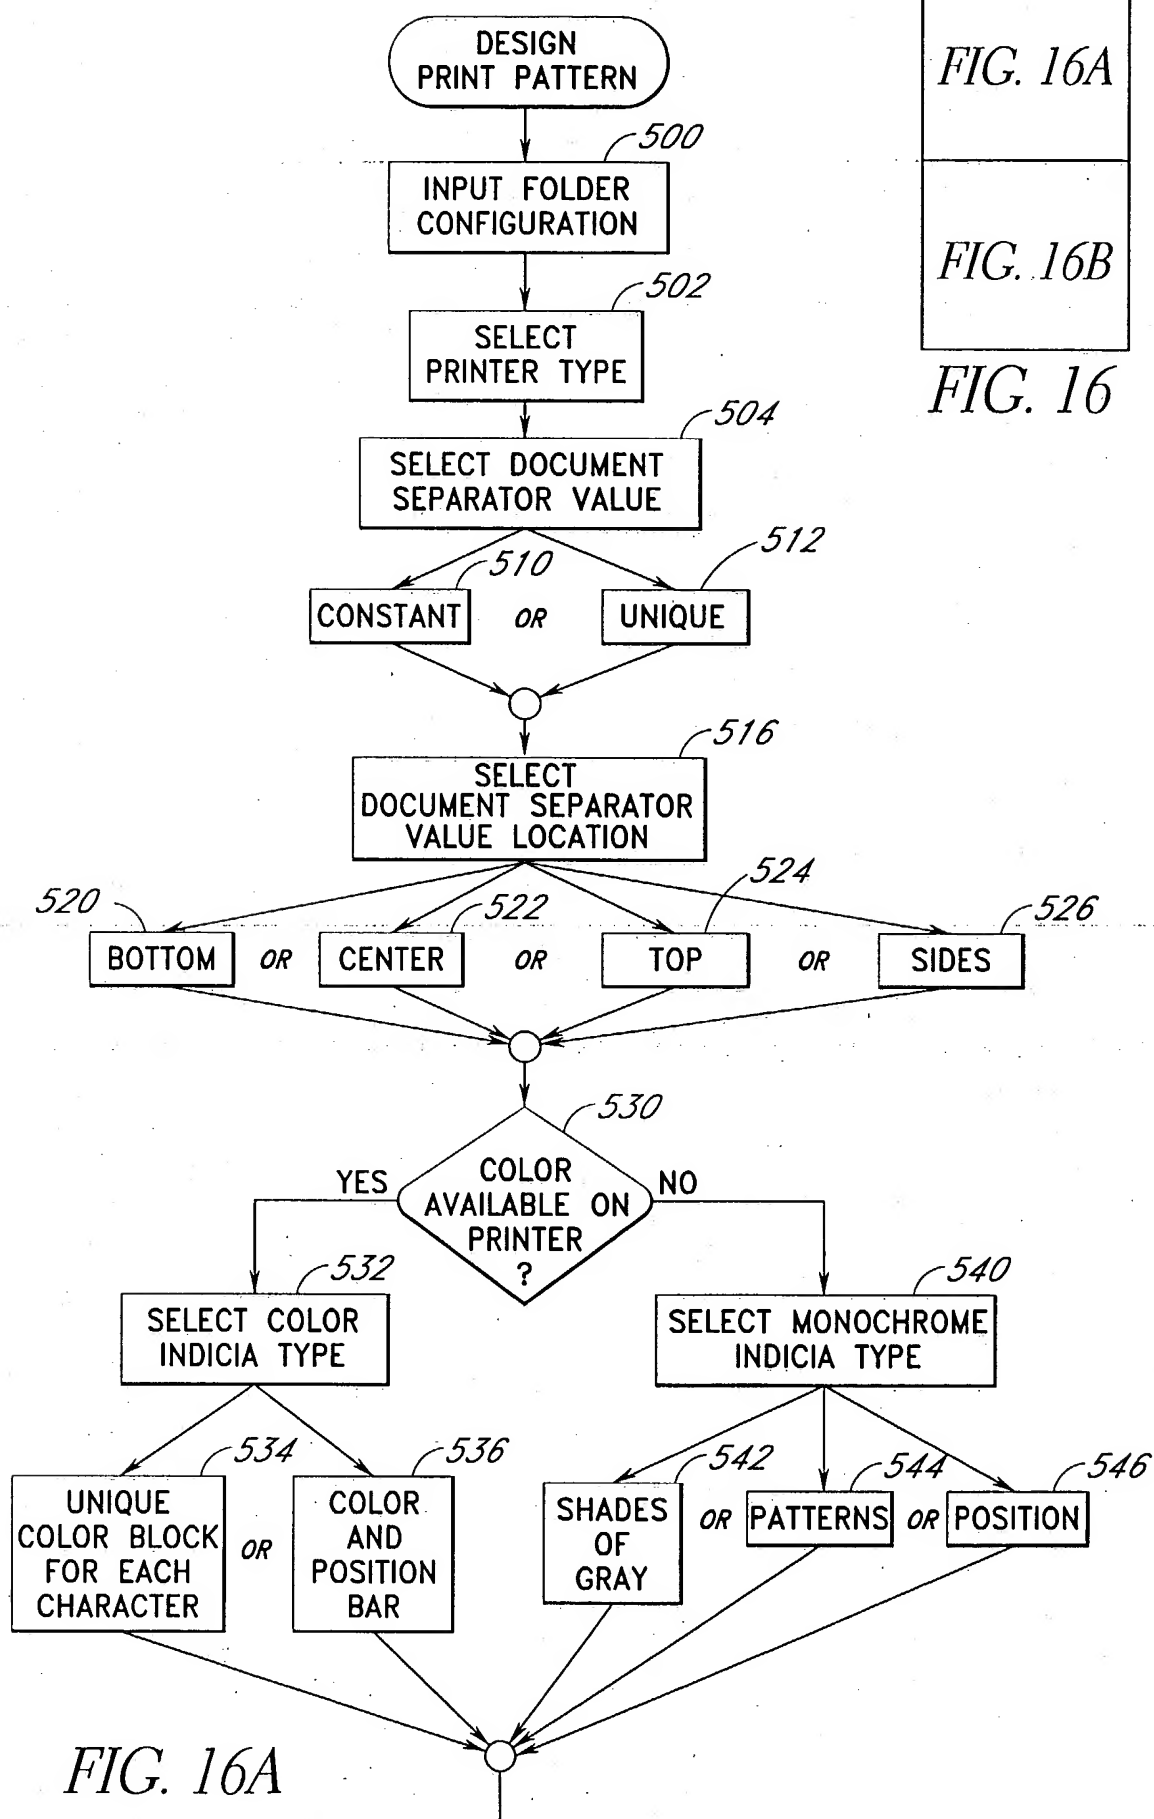 DESIGN
PRINT PATTERN
FIG. 16A
500
INPUT FOLDER
CONFIGURATION
FIG. 16B
502
SELECT
PRINTER TYPE
FIG. 16
504
SELECT DOCUMENT
SEPARATOR VALUE
510
512
CONSTANT OR UNIQUE
516
SELECT
DOCUMENT SEPARATOR
VALUE LOCATION
520 522 524 526
BOTTOM OR CENTER OR TOP OR SIDES
530
COLOR
AVAILABLE ON
PRINTER
?
YES
NO
532
SELECT COLOR
INDICIA TYPE
540
SELECT MONOCHROME
INDICIA TYPE
534
UNIQUE
COLOR BLOCK
FOR EACH
CHARACTER
OR
536
COLOR
AND
POSITION
BAR
542
SHADES
OF
GRAY
OR
544
PATTERNS
OR
546
POSITION
FIG. 16A